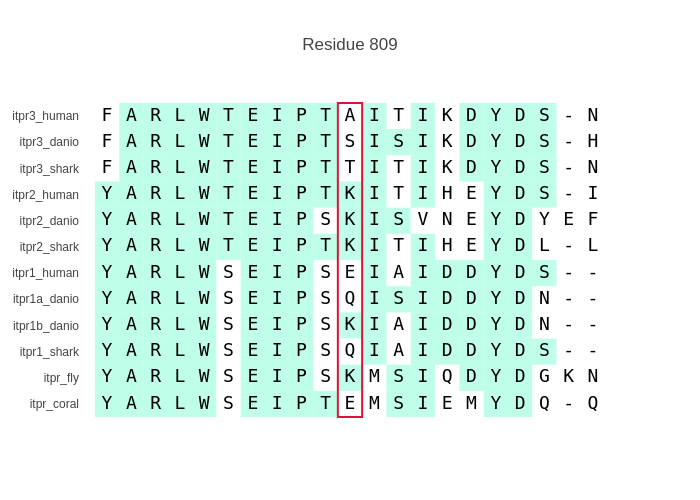 Residue 809
itpr3_human F A R L W T E I P T A I T I K D Y D S - N
itpr3_danio F A R L W T E I P T S I S I K D Y D S - H
itpr3_shark F A R L W T E I P T T I T I K D Y D S - N
itpr2_human Y A R L W T E I P T K I T I H E Y D S - I
itpr2_danio Y A R L W T E I P S K I S V N E Y D Y E F
itpr2_shark Y A R L W T E I P T K I T I H E Y D L - L
itpr1_human Y A R L W S E I P S E I A I D D Y D S - -
itpr1a_danio Y A R L W S E I P S Q I S I D D Y D N - -
itpr1b_danio Y A R L W S E I P S K I A I D D Y D N - -
itpr1_shark Y A R L W S E I P S Q I A I D D Y D S - -
itpr_fly Y A R L W S E I P S K M S I Q D Y D G K N
itpr_coral Y A R L W S E I P T E M S I E M Y D Q - Q